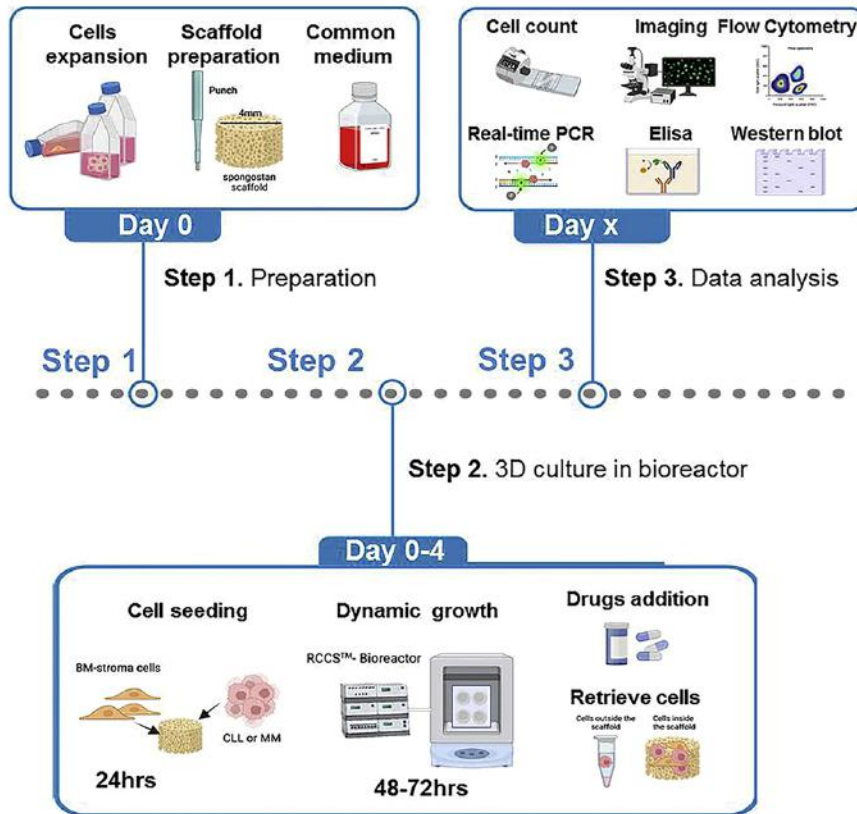 Cells
expansion
Scaffold
preparation
Common
medium
Punch
4mm
spongostan
scaffold
Day 0
Step 1. Preparation
Cell count
Imaging
Flow Cytometry
Real-time PCR
Elisa
Western blot
Day x
Step 3. Data analysis
Step 1
Step 2
Step 3
Step 2. 3D culture in bioreactor
Day 0-4
Cell seeding
BM-stroma cells
CLL or MM
24hrs
Dynamic growth
RCCS™- Bioreactor
48-72hrs
Drugs addition
Retrieve cells
Cells outside the
scaffold
Cells inside
the scaffold